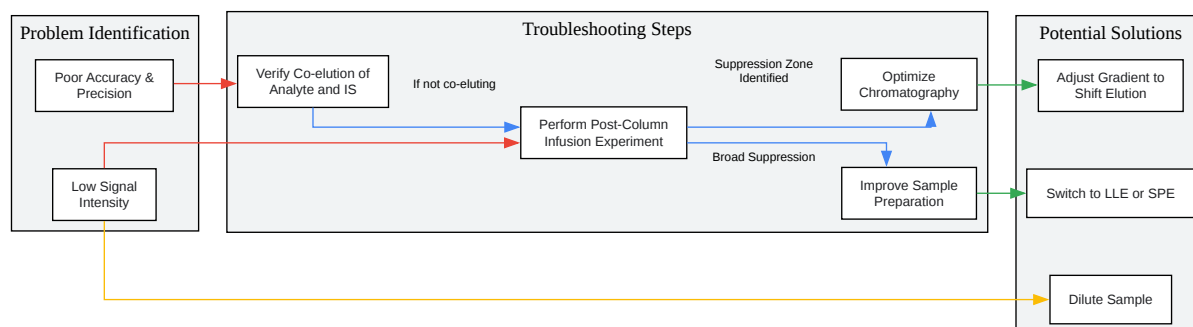 Problem Identification
Poor Accuracy &
Precision
Low Signal
Intensity
Troubleshooting Steps
Verify Co-elution of
Analyte and IS
If not co-eluting
Perform Post-Column
Infusion Experiment
Suppression Zone
Identified
Broad Suppression
Optimize
Chromatography
Improve Sample
Preparation
Potential Solutions
Adjust Gradient to
Shift Elution
Switch to LLE or SPE
Dilute Sample